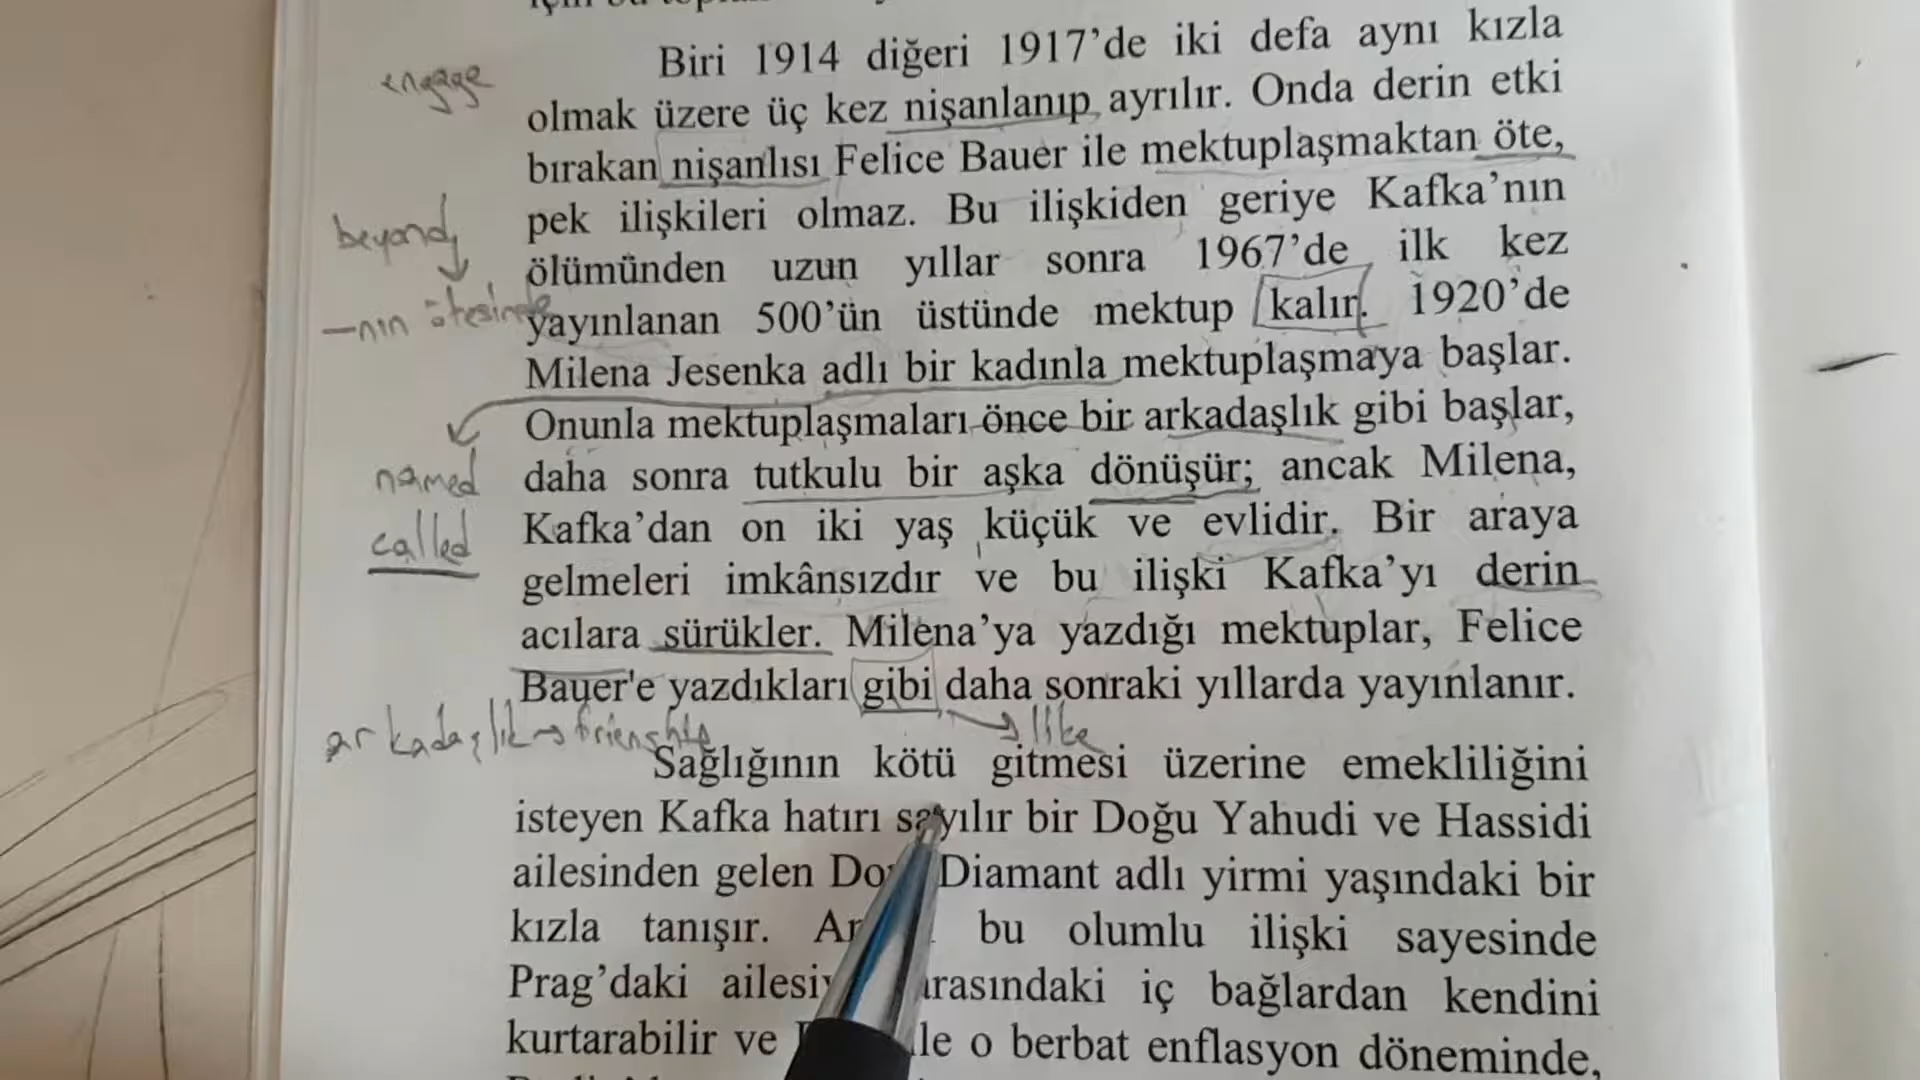 Biri 1914 diğeri 1917’de iki defa aynı kızla
engage
olmak üzere üç kez nişanlanıp ayrılır. Onda derin etki
bırakan nişanlısı Felice Bauer ile mektuplaşmaktan öte,
pek ilişkileri olmaz. Bu ilişkiden geriye Kafka’nın
beyond
ölümünden uzun yıllar sonra 1967’de ilk kez
—nın ötesinde
yayınlanan 500’ün üstünde mektup kalır. 1920’de
Milena Jesenka adlı bir kadınla mektuplaşmaya başlar.
Onunla mektuplaşmaları önce bir arkadaşlık gibi başlar,
daha sonra tutkulu bir aşka dönüşür; ancak Milena,
named
Kafka’dan on iki yaş küçük ve evlidir. Bir araya
called
gelmeleri imkânsızdır ve bu ilişki Kafka’yı derin
acılara sürükler. Milena’ya yazdığı mektuplar, Felice
Bauer'e yazdıkları gibi daha sonraki yıllarda yayınlanır.
arkadaşlık → frienship
like
Sağlığının kötü gitmesi üzerine emekliliğini
isteyen Kafka hatırı sayılır bir Doğu Yahudi ve Hassidi
ailesinden gelen Diamant adlı yirmi yaşındaki bir
kızla tanışır. bu olumlu ilişki sayesinde
Prag’daki iç bağlardan kendini
kurtarabilir ve o berbat enflasyon döneminde,